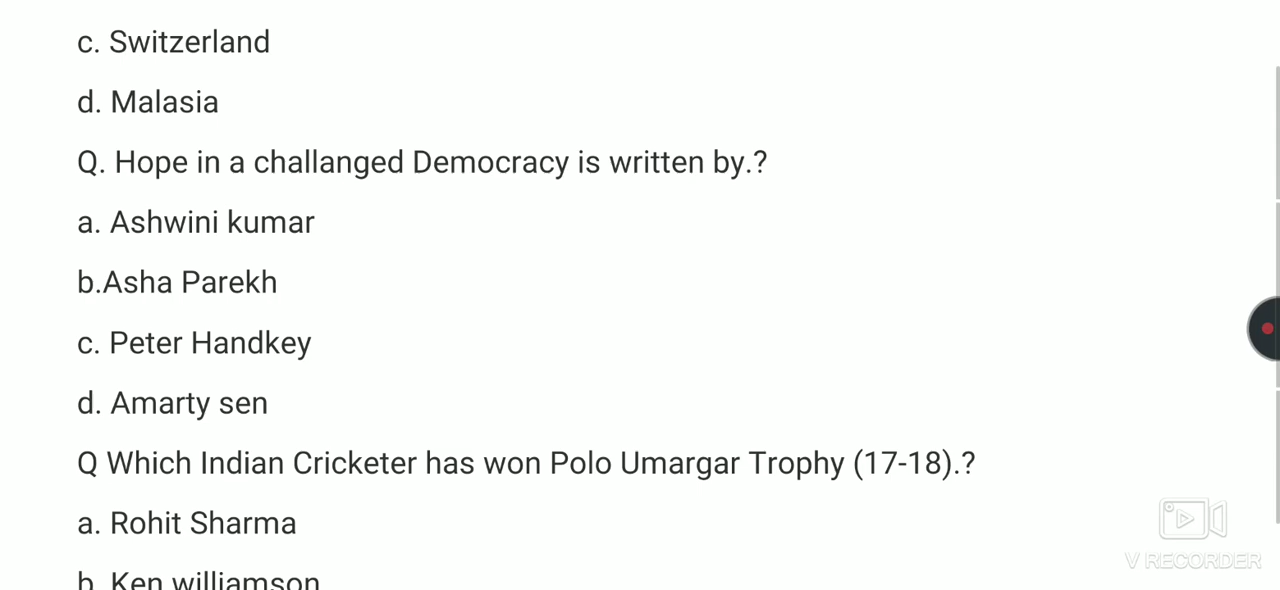 c. Switzerland
d. Malasia
Q. Hope in a challanged Democracy is written by.?
a. Ashwini kumar
b.Asha Parekh
c. Peter Handkey
d. Amarty sen
Q Which Indian Cricketer has won Polo Umargar Trophy (17-18).?
a. Rohit Sharma
b. Ken williamson
V RECORDER